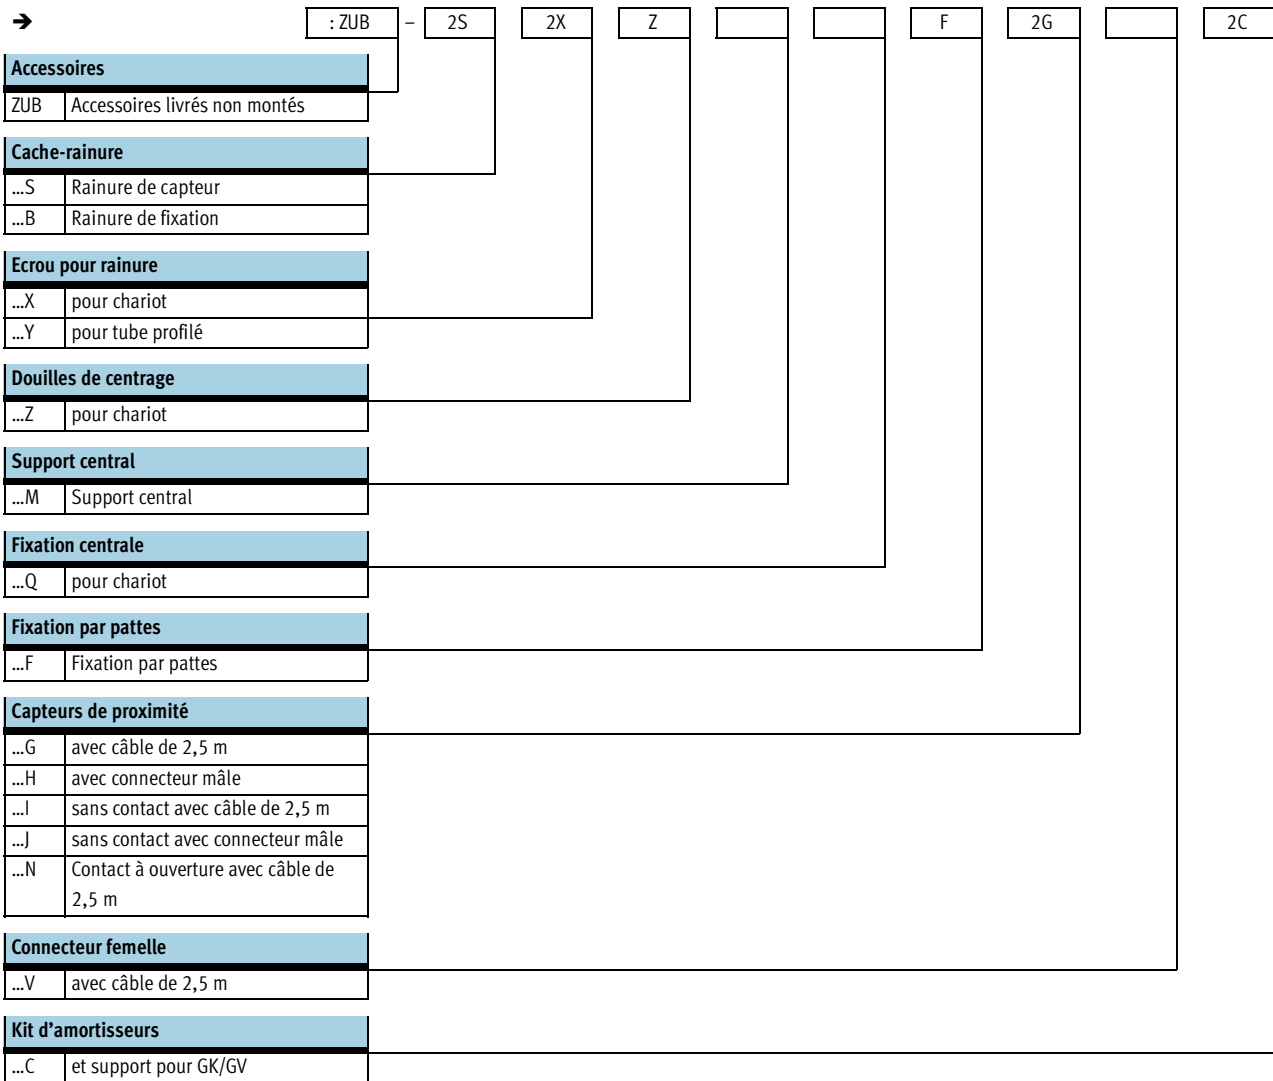 ➔ : ZUB – 2S 2X Z F 2G 2C
Accessoires
ZUB Accessoires livrés non montés
Cache-rainure
...S Rainure de capteur
...B Rainure de fixation
Ecrou pour rainure
...X pour chariot
...Y pour tube profilé
Douilles de centrage
...Z pour chariot
Support central
...M Support central
Fixation centrale
...Q pour chariot
Fixation par pattes
...F Fixation par pattes
Capteurs de proximité
...G avec câble de 2,5 m
...H avec connecteur mâle
...I sans contact avec câble de 2,5 m
...J sans contact avec connecteur mâle
...N Contact à ouverture avec câble de
2,5 m
Connecteur femelle
...V avec câble de 2,5 m
Kit d’amortisseurs
...C et support pour GK/GV